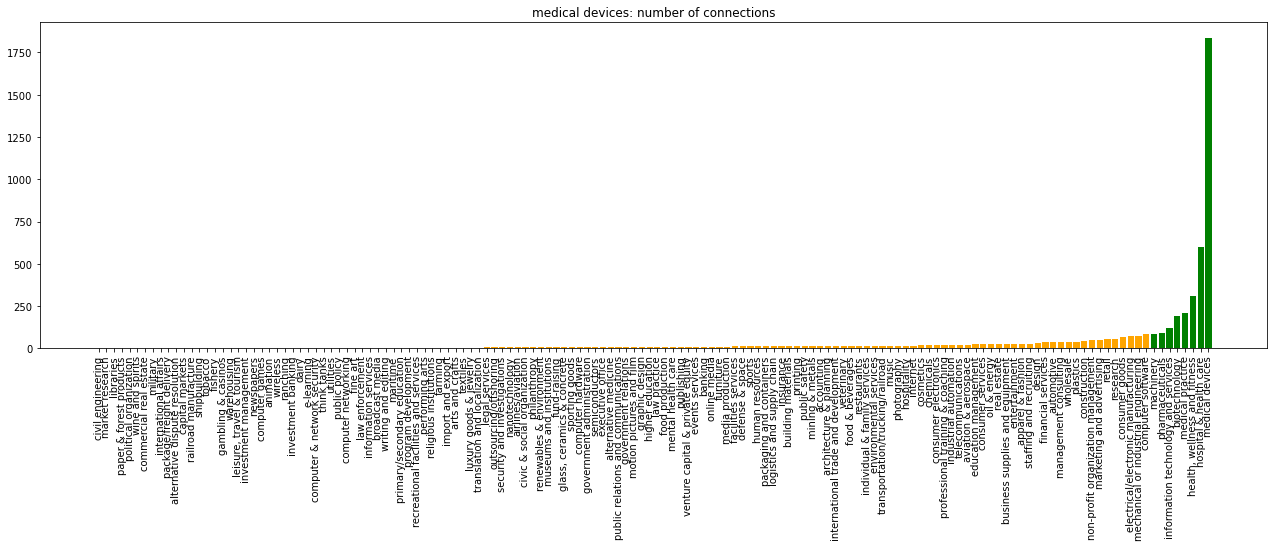 medical devices: number of connections
1750
1500
1250
1000
750
500
250
0
civil engineering
market research
libraries
paper & forest products
political organization
wine and spirits
commercial real estate
military
international affairs
package/freight delivery
alternative dispute resolution
capital markets
railroad manufacture
shipbuilding
tobacco
fishery
gambling & casinos
warehousing
leisure, travel & tourism
investment management
newspapers
computer games
animation
wireless
ranching
investment banking
dairy
e-learning
computer & network security
think tanks
utilities
public policy
computer networking
fine art
law enforcement
information services
broadcast media
writing and editing
maritime
primary/secondary education
program development
recreational facilities and services
performing arts
religious institutions
farming
import and export
arts and crafts
textiles
luxury goods & jewelry
translation and localization
legal services
outsourcing/offshoring
security and investigations
nanotechnology
airlines/aviation
civic & social organization
philanthropy
renewables & environment
museums and institutions
fund-raising
glass, ceramics & concrete
sporting goods
computer hardware
government administration
semiconductors
executive office
alternative medicine
public relations and communications
government relations
motion pictures and film
graphic design
higher education
law practice
food production
mental health care
publishing
venture capital & private equity
events services
banking
online media
furniture
media production
facilities services
defense & space
sports
human resources
packaging and containers
logistics and supply chain
insurance
building materials
printing
public safety
mining & metals
accounting
architecture & planning
international trade and development
veterinary
food & beverages
restaurants
individual & family services
environmental services
transportation/trucking/railroad
music
photography
hospitality
internet
cosmetics
chemicals
consumer electronics
professional training & coaching
industrial automation
telecommunications
aviation & aerospace
education management
consumer services
oil & energy
real estate
business supplies and equipment
entertainment
apparel & fashion
staffing and recruiting
design
financial services
automotive
management consulting
wholesale
plastics
construction
non-profit organization management
marketing and advertising
retail
research
consumer goods
electrical/electronic manufacturing
mechanical or industrial engineering
computer software
machinery
pharmaceuticals
information technology and services
biotechnology
medical practice
health, wellness and fitness
hospital & health care
medical devices